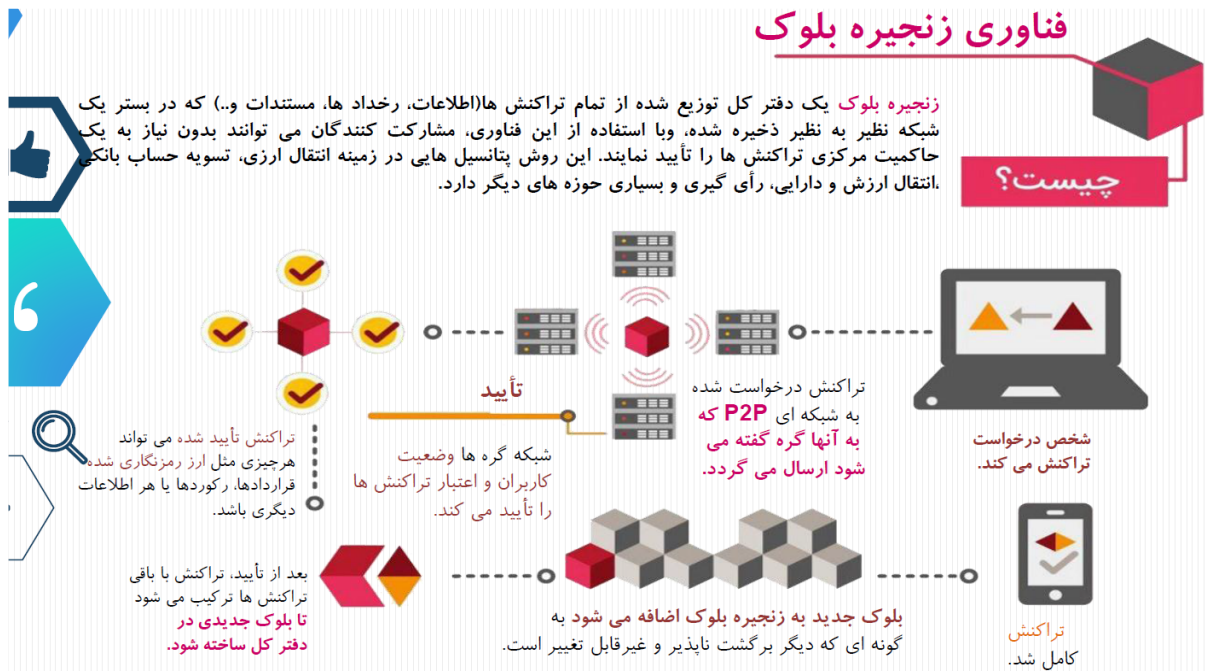 فناوری زنجیره بلوک
چیست؟
زنجیره بلوک یک دفتر کل توزیع شده از تمام تراکنش ها(اطلاعات، رخداد ها، مستندات و..) که در بستر یک
شبکه نظیر به نظیر ذخیره شده، وبا استفاده از این فناوری، مشارکت کنندگان می توانند بدون نیاز به یک
حاکمیت مرکزی تراکنش ها را تأیید نمایند. این روش پتانسیل هایی در زمینه انتقال ارزی، تسویه حساب بانکی
،انتقال ارزش و دارایی، رأی گیری و بسیاری حوزه های دیگر دارد.
شخص درخواست
تراکنش می کند.
تراکنش درخواست شده
به شبکه ای P2P که
به آنها گره گفته می
شود ارسال می گردد.
تأیید
شبکه گره ها وضعیت
کاربران و اعتبار تراکنش ها
را تأیید می کند.
تراکنش تأیید شده می تواند
هرچیزی مثل ارز رمزنگاری شده
قراردادها، رکوردها یا هر اطلاعات
دیگری باشد.
بعد از تأیید، تراکنش با باقی
تراکنش ها ترکیب می شود
تا بلوک جدیدی در
دفتر کل ساخته شود.
بلوک جدید به زنجیره بلوک اضافه می شود به
گونه ای که دیگر برگشت ناپذیر و غیرقابل تغییر است.
تراکنش
کامل شد.